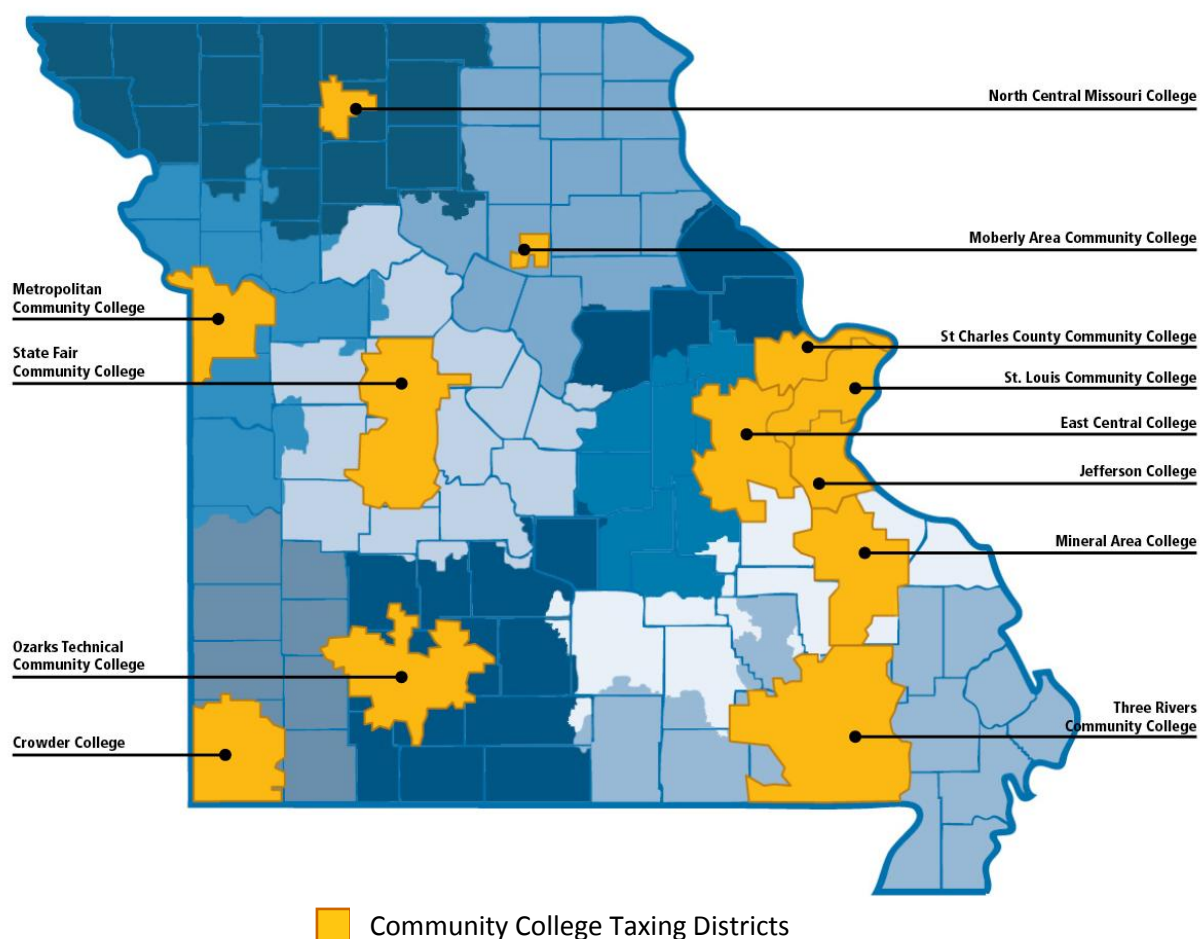 North Central Missouri College
Moberly Area Community College
Metropolitan
Community College
State Fair
Community College
St Charles County Community College
St. Louis Community College
East Central College
Jefferson College
Mineral Area College
Ozarks Technical
Community College
Crowder College
Three Rivers
Community College
Community College Taxing Districts